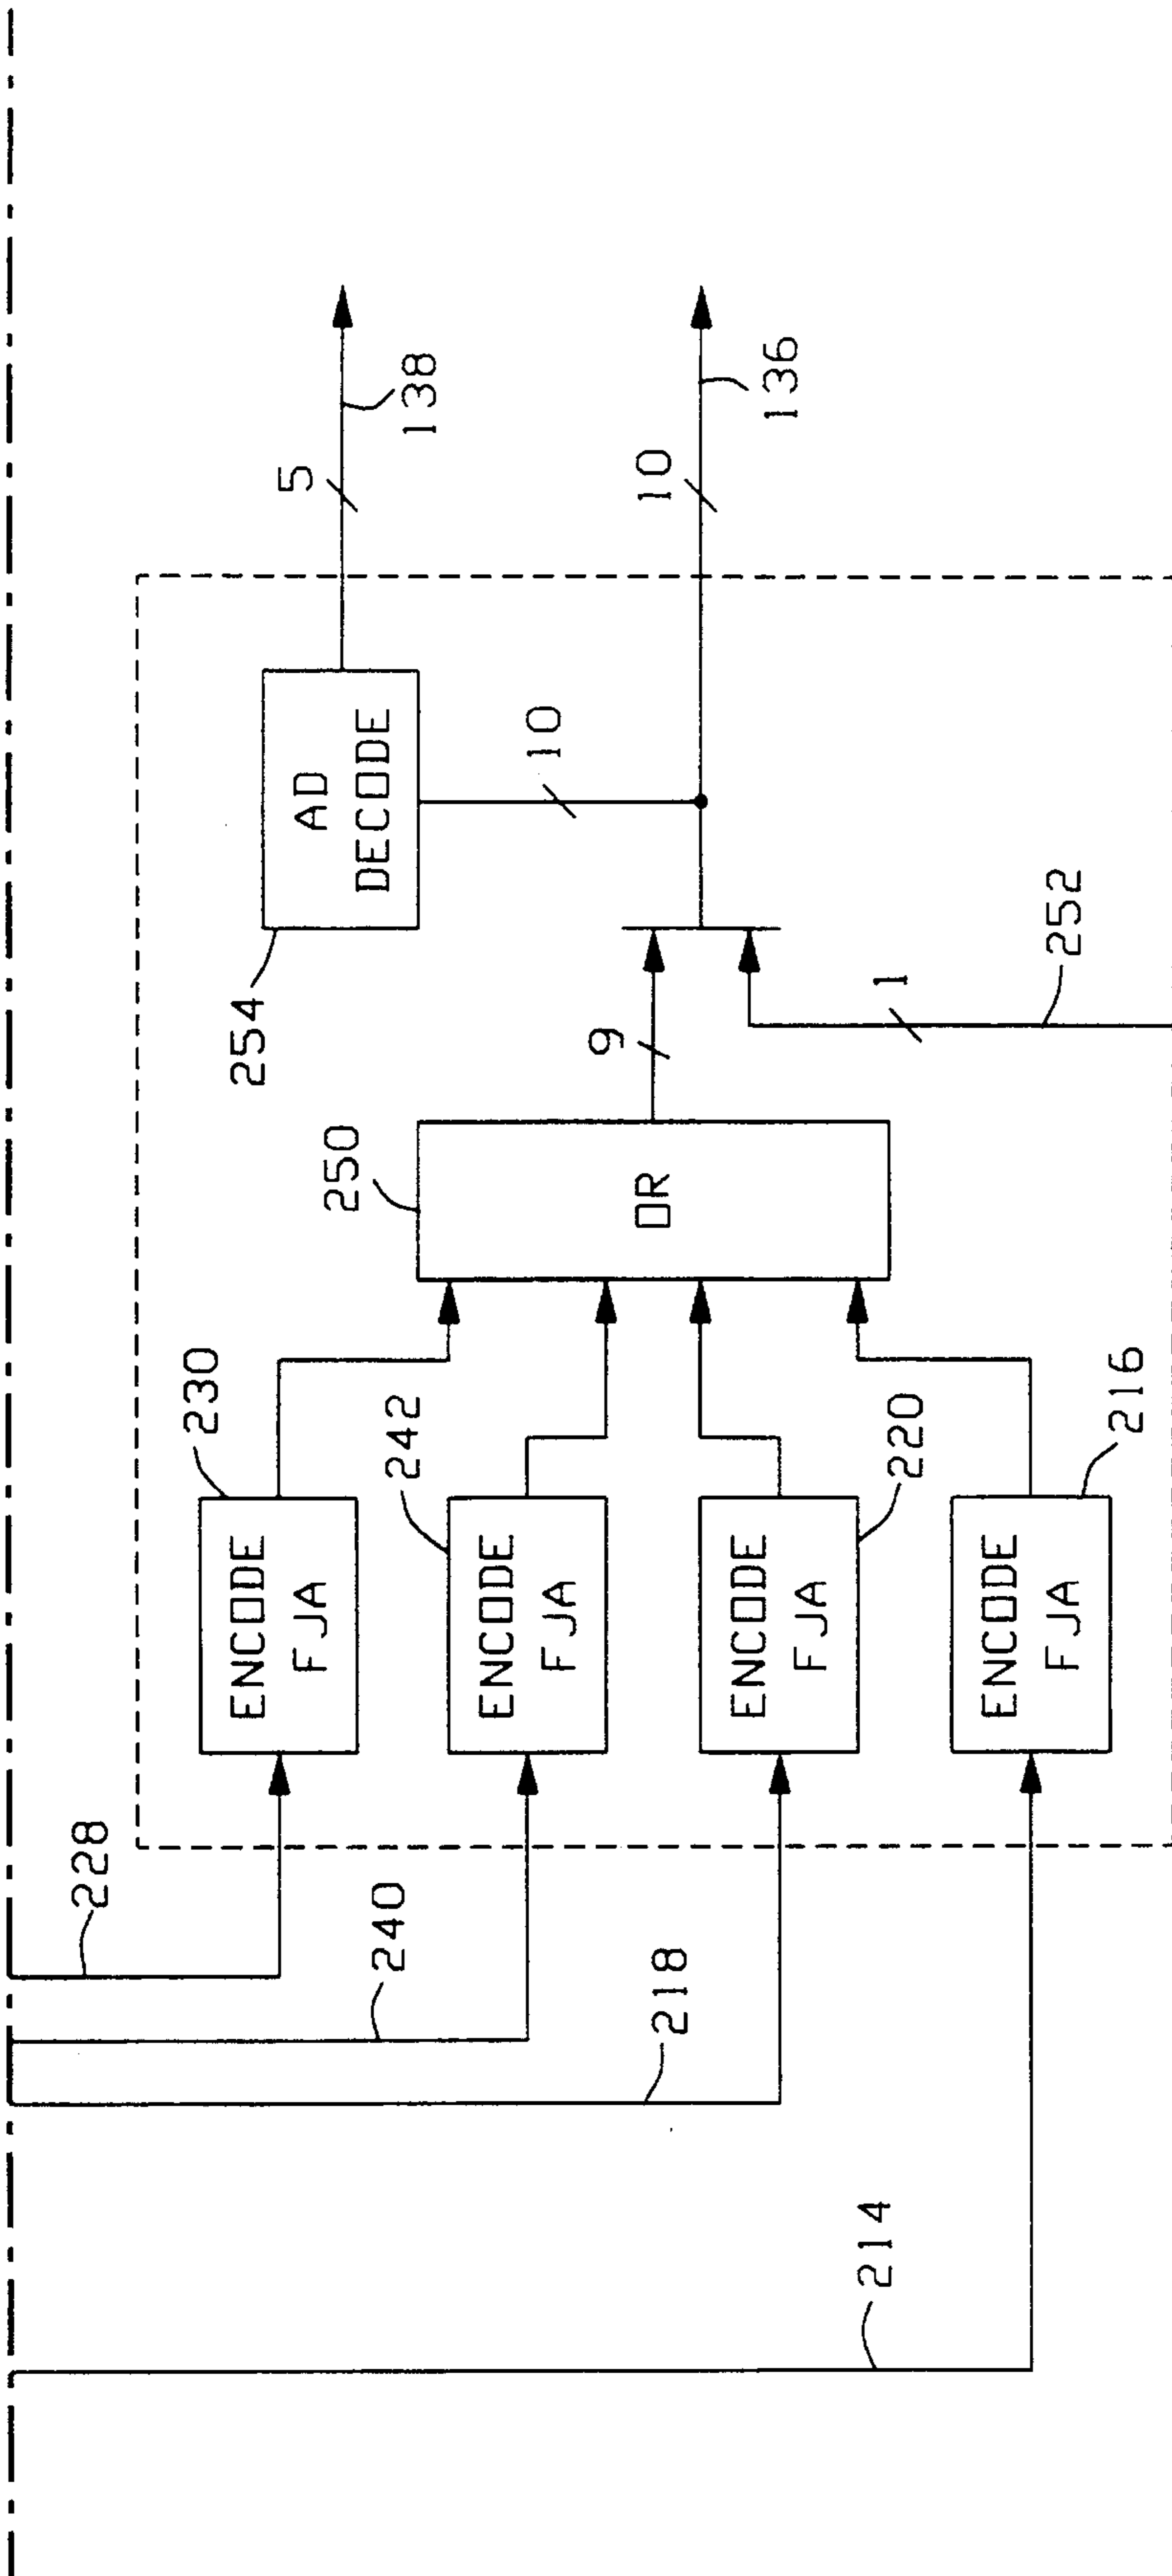 228
240
218
214
ENCODE
FJA
230
ENCODE
FJA
242
ENCODE
FJA
220
ENCODE
FJA
216
OR
250
9
1
252
AD
DECODE
254
10
5
138
10
136